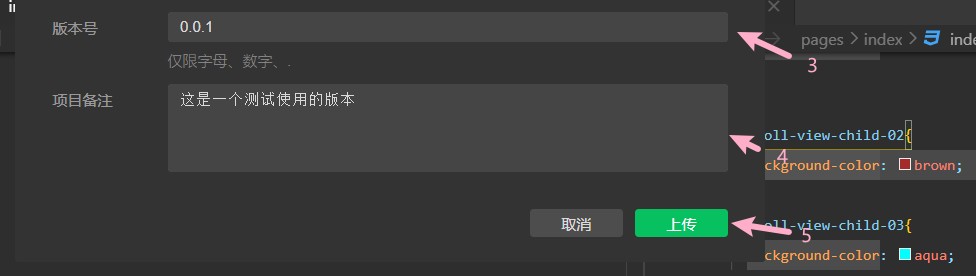 版本号
0.0.1
3
pages > index >
inde
仅限字母、数字、.
项目备注
这是一个测试使用的版本
4
oll-view-child-02{
ckground-color: brown;
取消
上传
5
oll-view-child-03{
ckground-color: aqua;